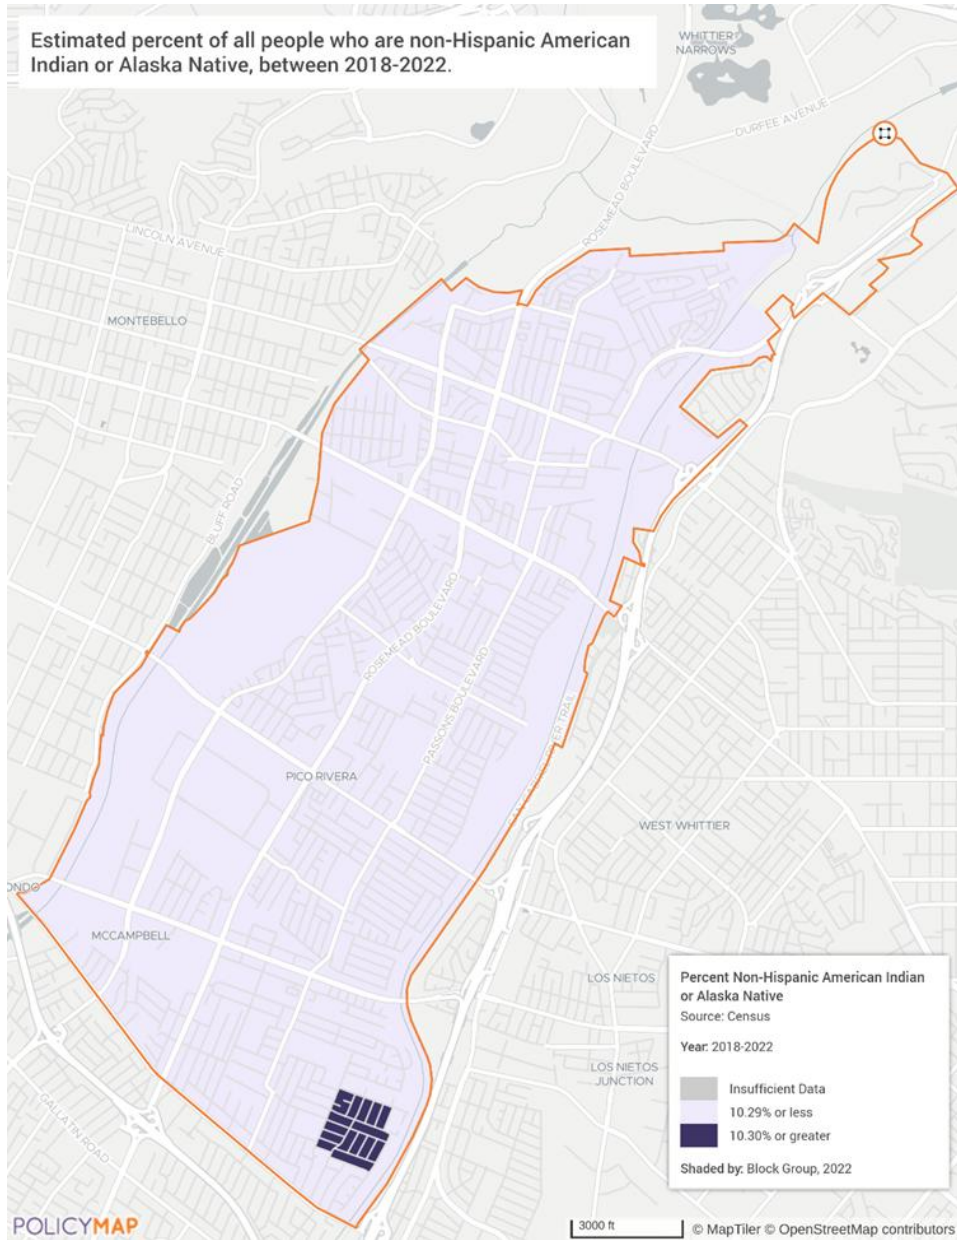 Estimated percent of all people who are non-Hispanic American
Indian or Alaska Native, between 2018-2022.
WHITTIER
NARROWS
DURFEE AVENUE
ROSEMEAD BOULEVARD
LINCOLN AVENUE
MONTEBELLO
BLUFF ROAD
ROSEMEAD BOULEVARD
PASSONS BOULEVARD
PICO RIVERA
WEST WHITTIER
ONDO
MCCAMPBELL
LOS NIETOS
LOS NIETOS
JUNCTION
GALLATIN ROAD
Percent Non-Hispanic American Indian
or Alaska Native
Source: Census
Year: 2018-2022
Insufficient Data
10.29% or less
10.30% or greater
Shaded by: Block Group, 2022
POLICYMAP
3000 ft
© MapTiler © OpenStreetMap contributors